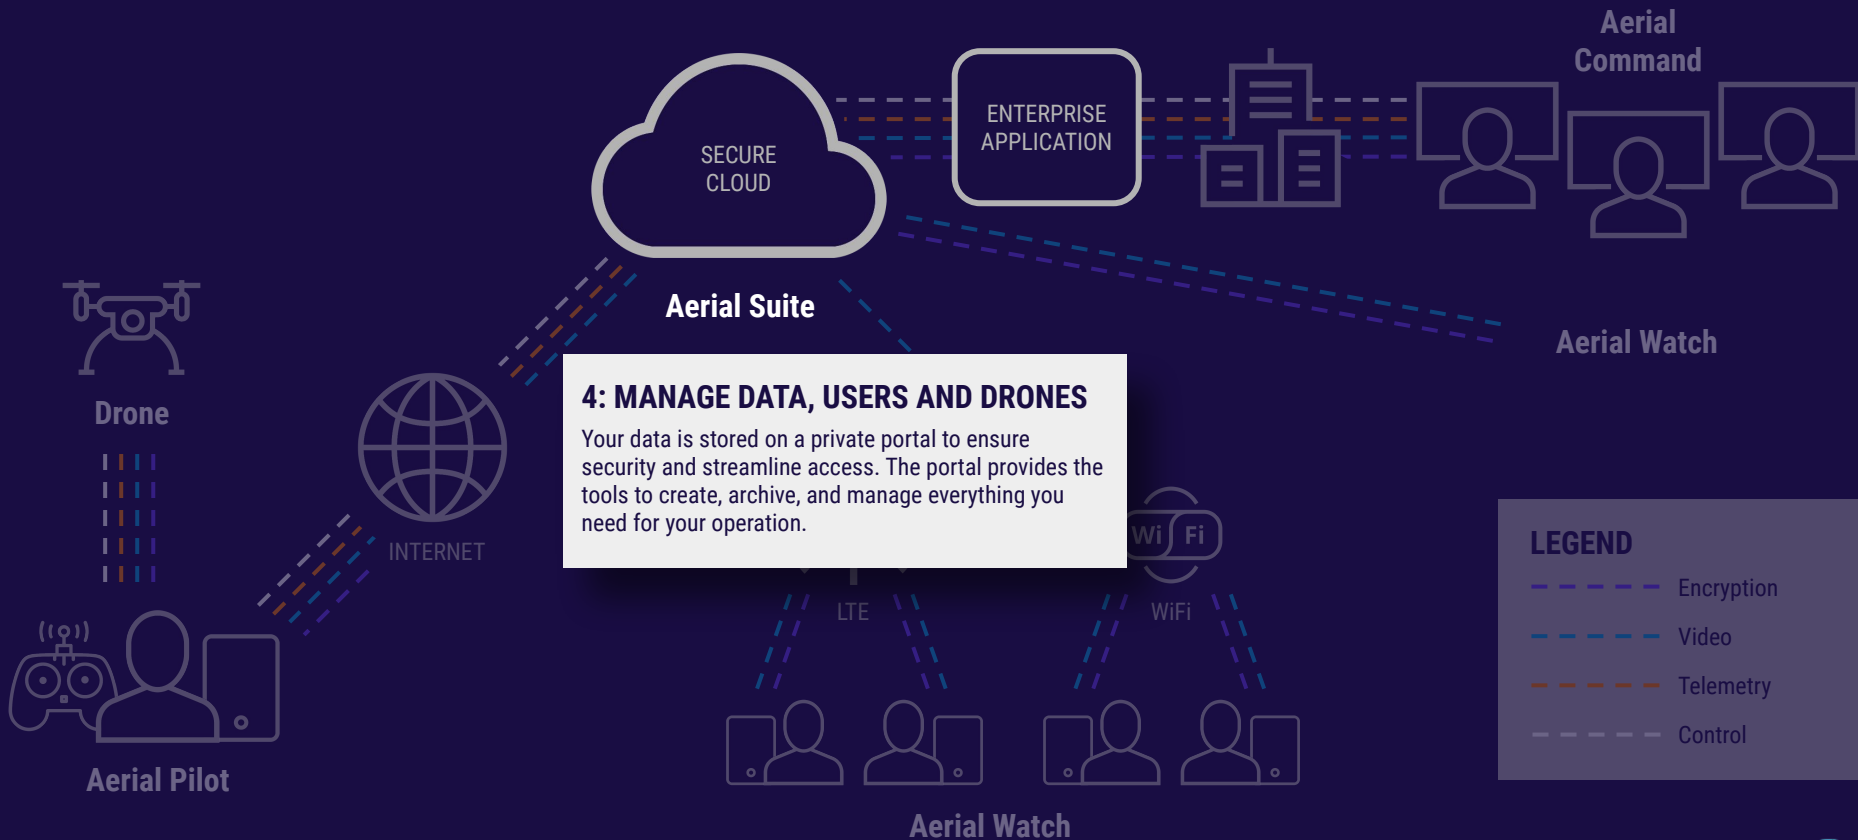 Aerial
Command
ENTERPRISE
APPLICATION
SECURE
CLOUD
Aerial Suite
Aerial Watch
Drone
4: MANAGE DATA, USERS AND DRONES
Your data is stored on a private portal to ensure
security and streamline access. The portal provides the
tools to create, archive, and manage everything you
need for your operation.
INTERNET
Wi Fi
LTE
WiFi
LEGEND
Encryption
Video
Telemetry
Control
Aerial Pilot
Aerial Watch